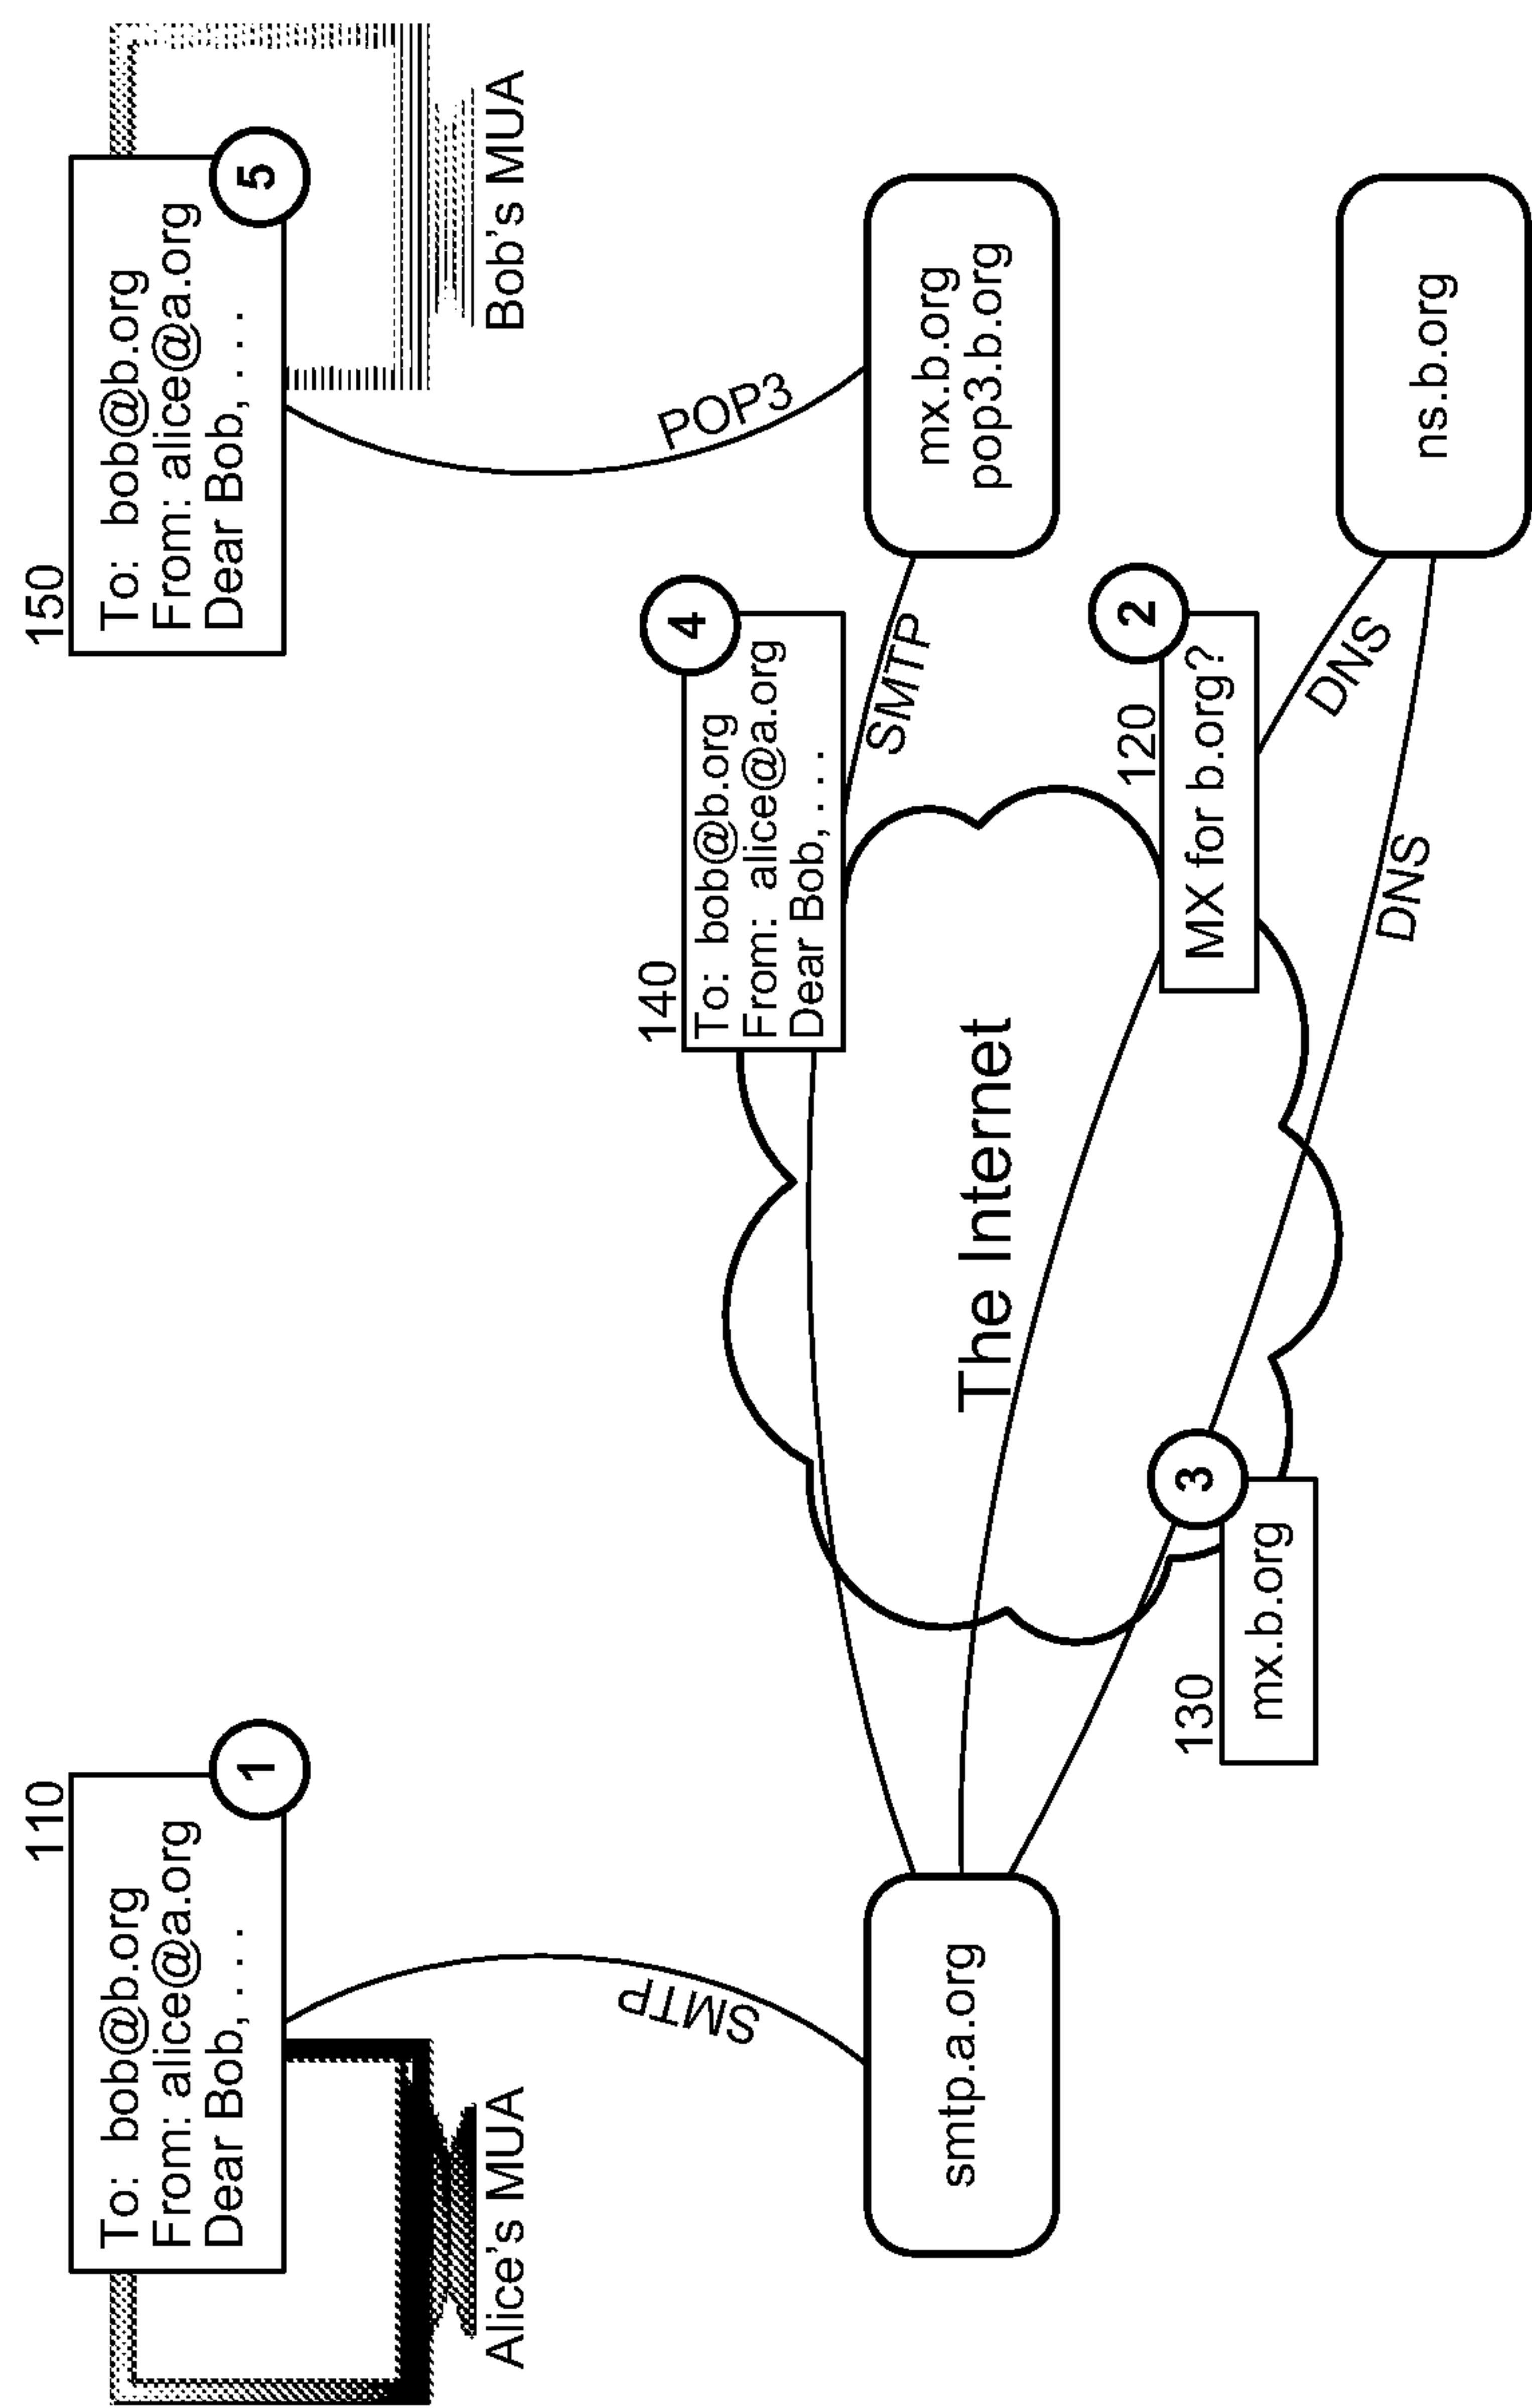 110
To: bob@b.org
From: alice@a.org
Dear Bob, . . .
1
Alice's MUA
SMTP
smtp.a.org
150
To: bob@b.org
From: alice@a.org
Dear Bob, . . .
5
Bob's MUA
POP3
140
To: bob@b.org
From: alice@a.org
Dear Bob, . . .
4
SMTP
mx.b.org
pop3.b.org
The Internet
120
MX for b.org?
2
DNS
130
mx.b.org
3
DNS
ns.b.org